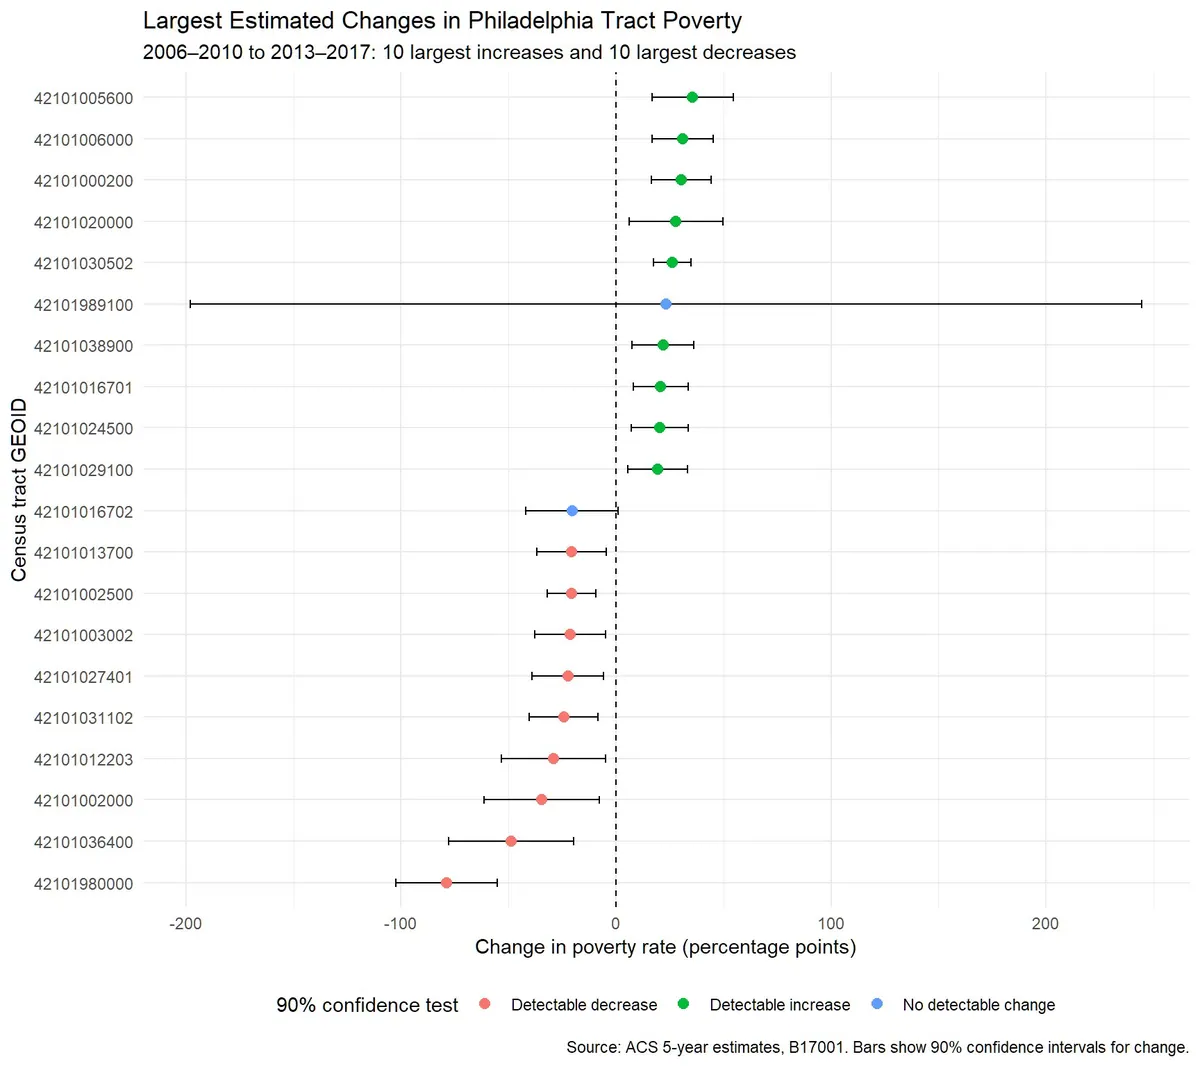 Largest Estimated Changes in Philadelphia Tract Poverty
2006–2010 to 2013–2017: 10 largest increases and 10 largest decreases
Census tract GEOID
42101005600
42101006000
42101000200
42101020000
42101030502
42101989100
42101038900
42101016701
42101024500
42101029100
42101016702
42101013700
42101002500
42101003002
42101027401
42101031102
42101012203
42101002000
42101036400
42101980000
-200 -100 0 100 200
Change in poverty rate (percentage points)
90% confidence test Detectable decrease Detectable increase No detectable change
Source: ACS 5-year estimates, B17001. Bars show 90% confidence intervals for change.